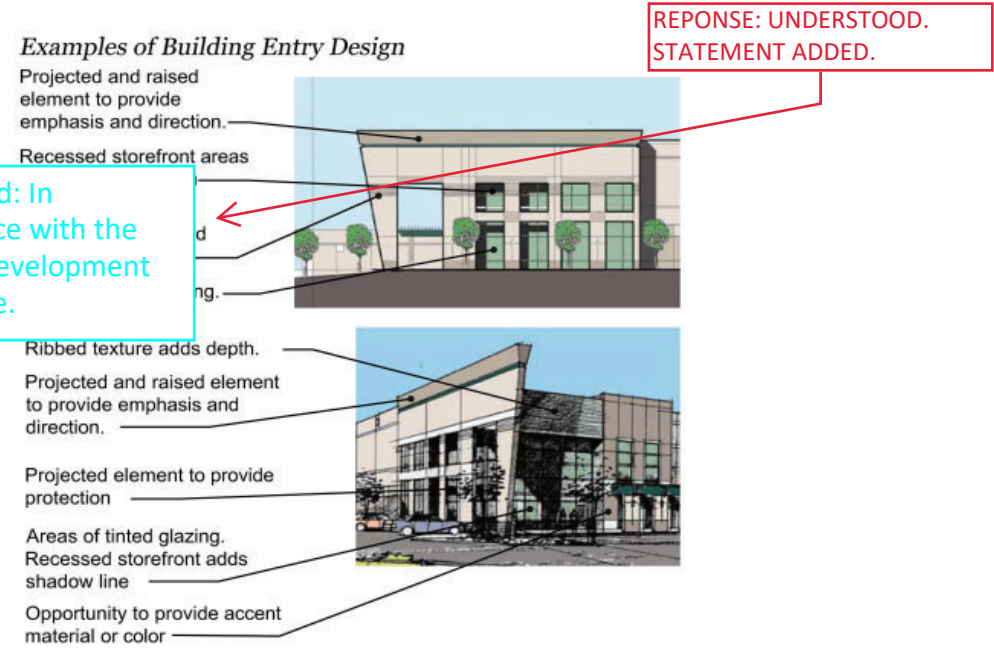 REPONSE: UNDERSTOOD.
STATEMENT ADDED.
Examples of Building Entry Design
Projected and raised
element to provide
emphasis and direction.
Recessed storefront areas
d: In
ce with the
evelopment
e.
Ribbed texture adds depth.
Projected and raised element
to provide emphasis and
direction.
Projected element to provide
protection
Areas of tinted glazing.
Recessed storefront adds
shadow line
Opportunity to provide accent
material or color